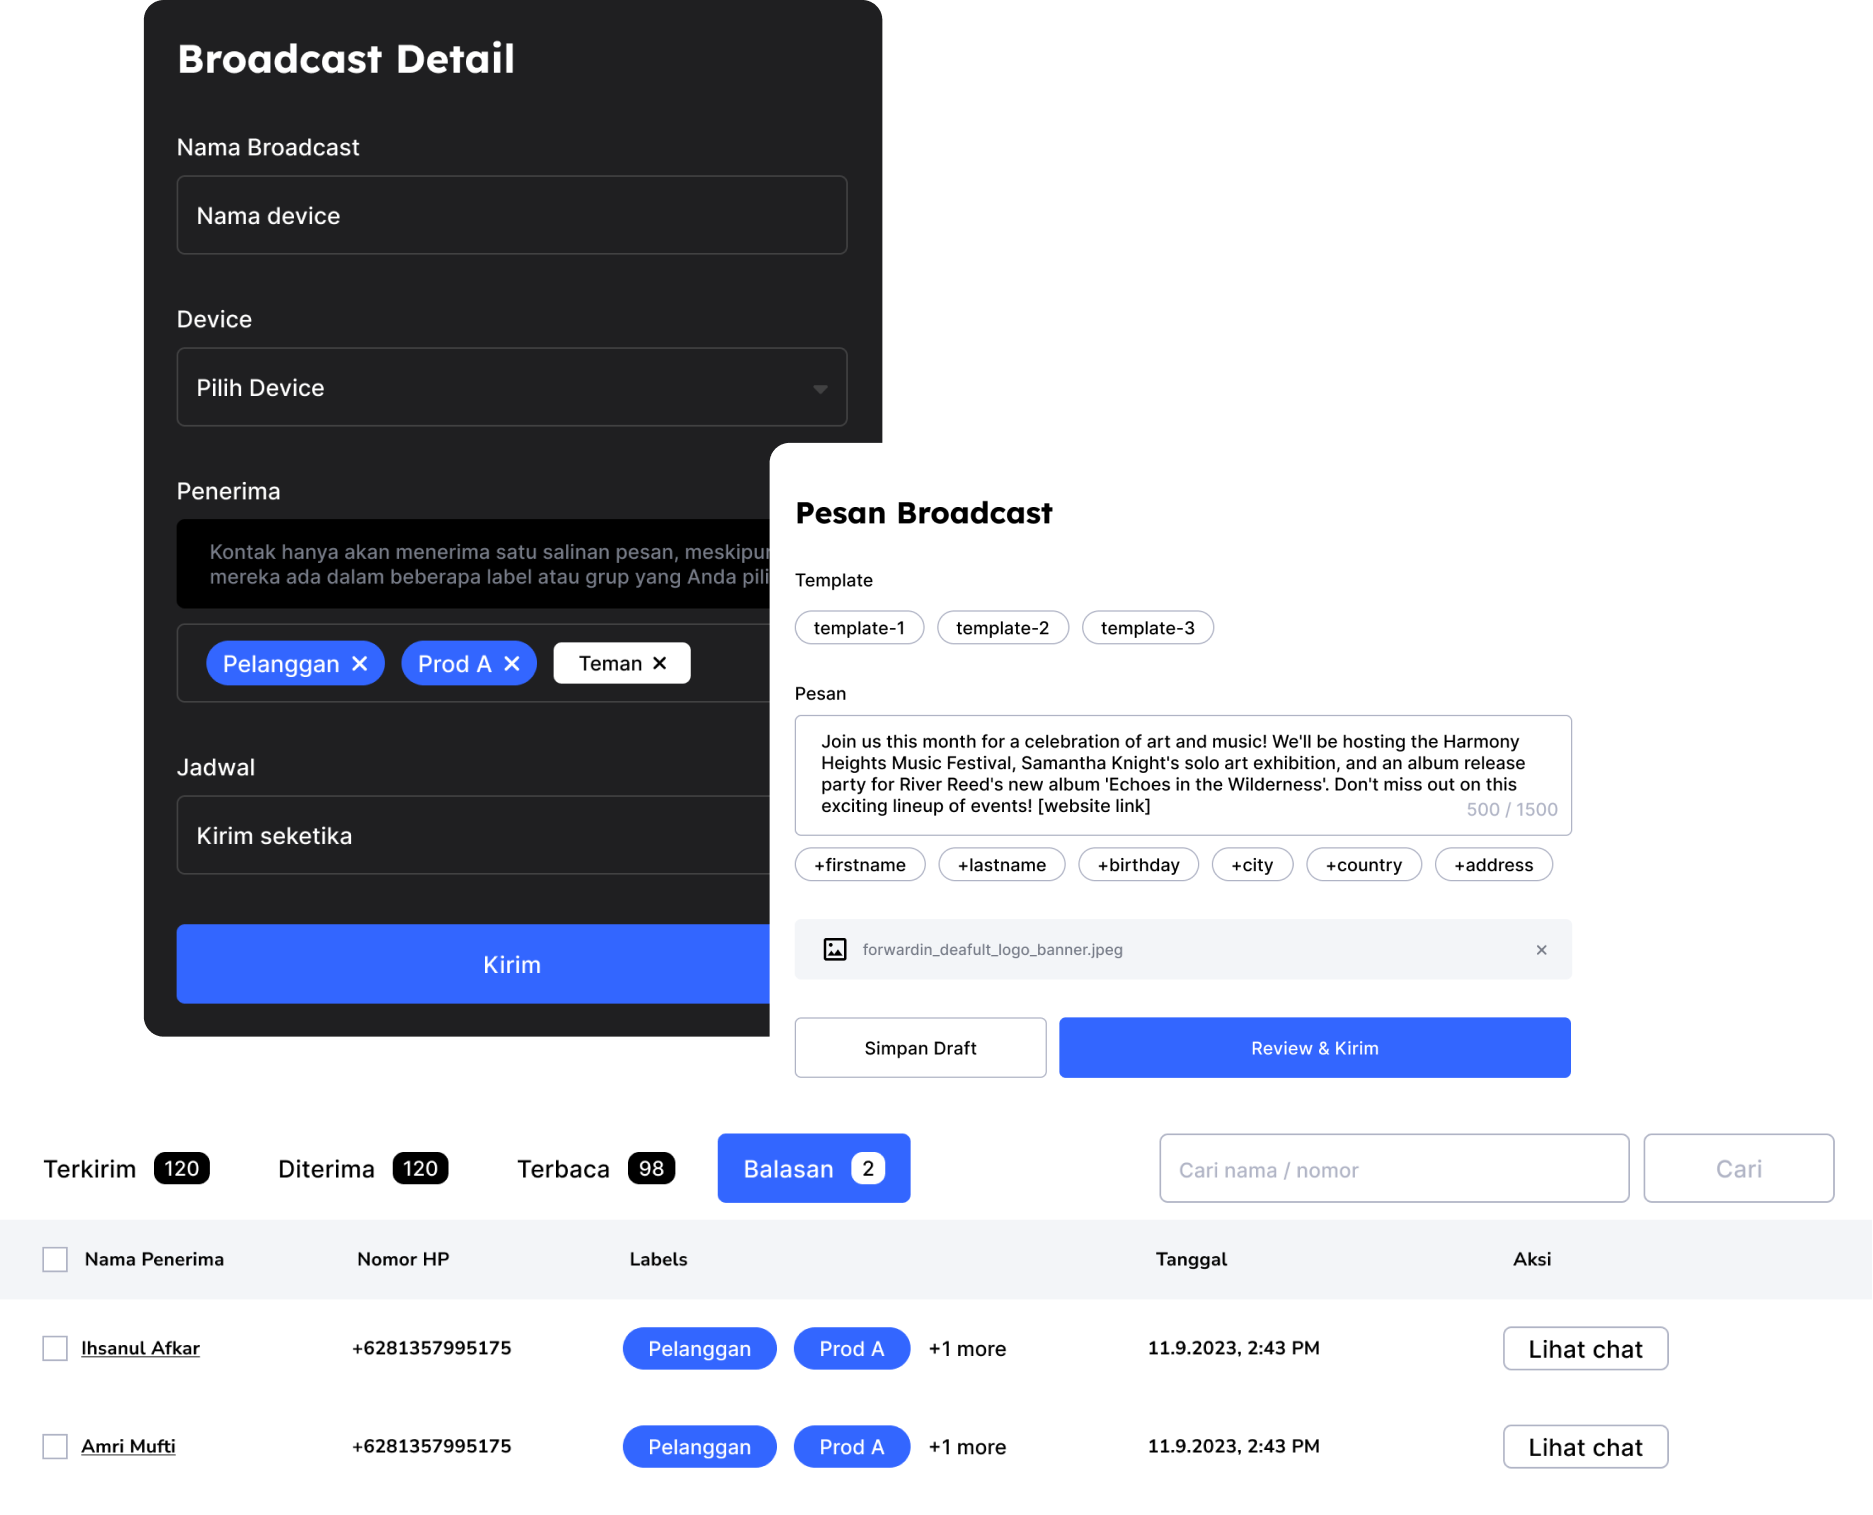 Broadcast Detail
Nama Broadcast
Nama device
Device
Pilih Device
Penerima
Kontak hanya akan menerima satu salinan pesan, meskipun
mereka ada dalam beberapa label atau grup yang Anda pili
Pelanggan
Prod A
Teman
Jadwal
Kirim seketika
Kirim
Pesan Broadcast
Template
template-1
template-2
template-3
Pesan
Join us this month for a celebration of art and music! We'll be hosting the Harmony
Heights Music Festival, Samantha Knight's solo art exhibition, and an album release
party for River Reed's new album 'Echoes in the Wilderness'. Don't miss out on this
exciting lineup of events! [website link]
500 / 1500
+firstname
+lastname
+birthday
+city
+country
+address
forwardin_deafult_logo_banner.jpeg
Simpan Draft
Review & Kirim
Terkirim 120
Diterima 120
Terbaca 98
Balasan 2
Cari nama / nomor
Cari
Nama Penerima Nomor HP Labels Tanggal Aksi
Ihsanul Afkar +6281357995175 Pelanggan Prod A +1 more 11.9.2023, 2:43 PM Lihat chat
Amri Mufti +6281357995175 Pelanggan Prod A +1 more 11.9.2023, 2:43 PM Lihat chat